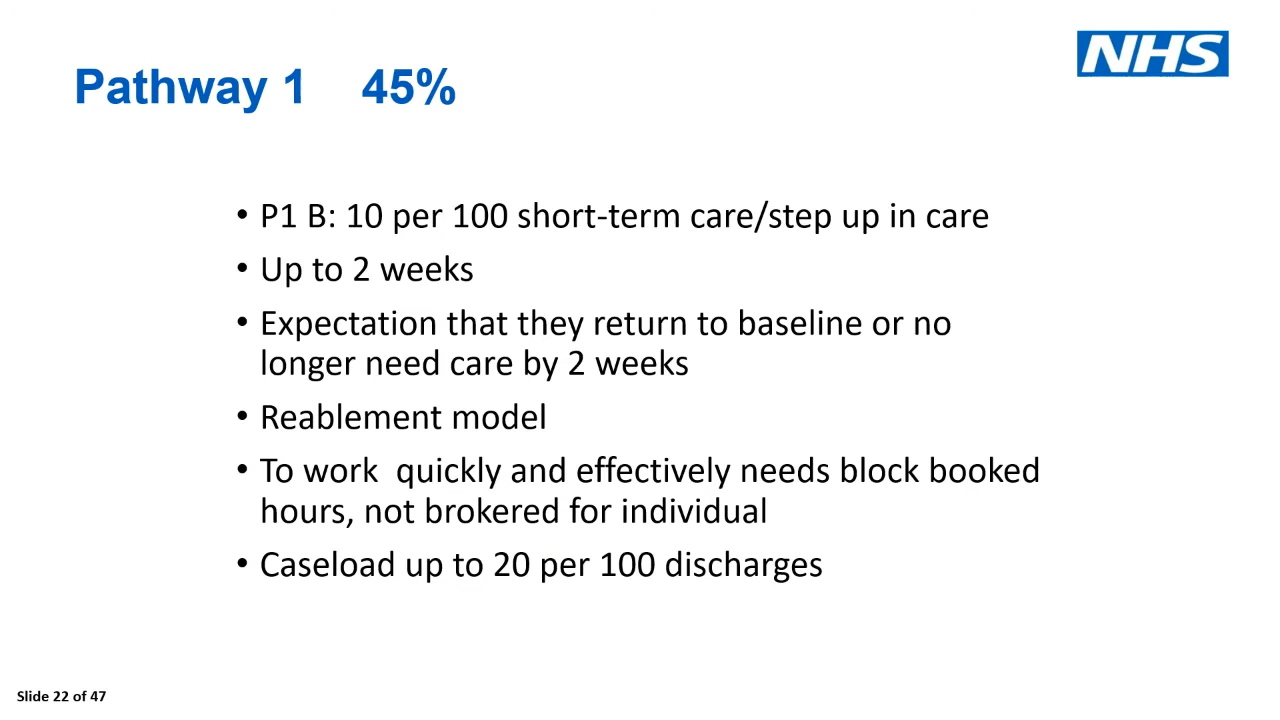 NHS
Pathway 1 45%
• P1 B: 10 per 100 short-term care/step up in care
• Up to 2 weeks
• Expectation that they return to baseline or no
longer need care by 2 weeks
• Reablement model
• To work  quickly and effectively needs block booked
hours, not brokered for individual
• Caseload up to 20 per 100 discharges
Slide 22 of 47